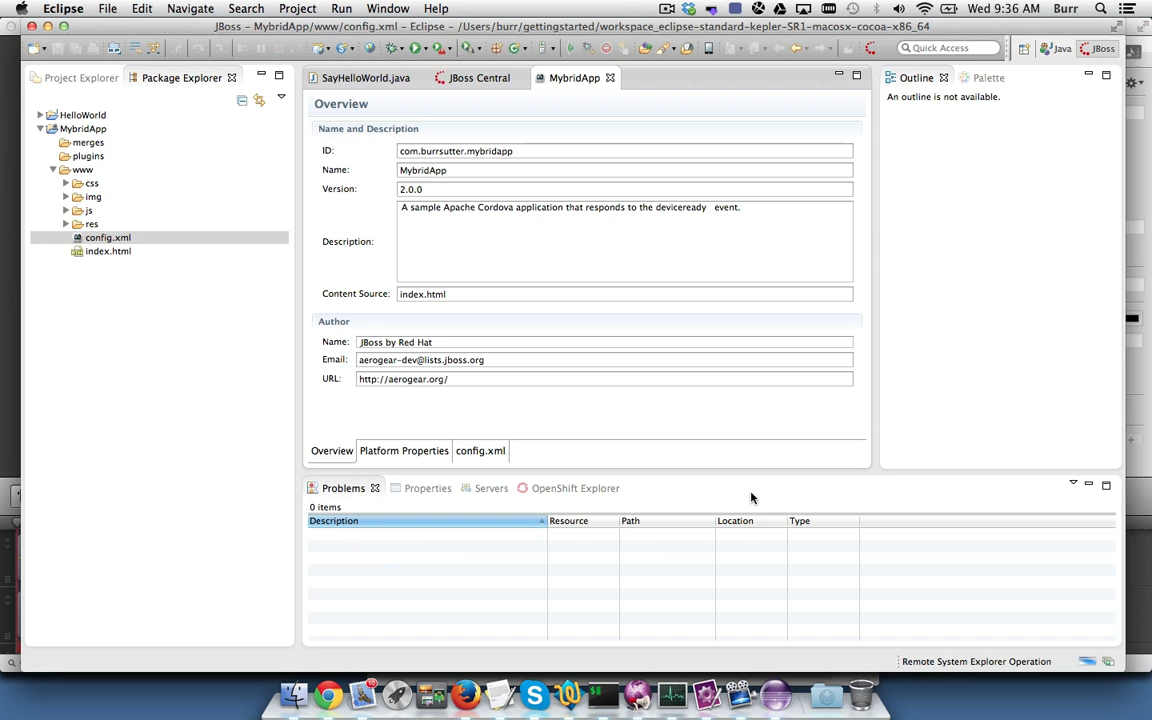 Eclipse File Edit Navigate Search Project Run Window Help Wed 9:36 AM Burr
JBoss – MybridApp/www/config.xml – Eclipse – /Users/burr/gettingstarted/workspace_eclipse-standard-kepler-SR1-macosx-cocoa-x86_64
Quick Access Java JBoss
Project Explorer Package Explorer
HelloWorld
MybridApp
merges
plugins
www
css
img
js
res
config.xml
index.html
SayHelloWorld.java JBoss Central MybridApp
Overview
Name and Description
ID: com.burrsutter.mybridapp
Name: MybridApp
Version: 2.0.0
A sample Apache Cordova application that responds to the deviceready event.
Description:
Content Source: index.html
Author
Name: JBoss by Red Hat
Email: aerogear-dev@lists.jboss.org
URL: http://aerogear.org/
Overview Platform Properties config.xml
Outline Palette
An outline is not available.
Problems Properties Servers OpenShift Explorer
0 items
Description Resource Path Location Type
Remote System Explorer Operation